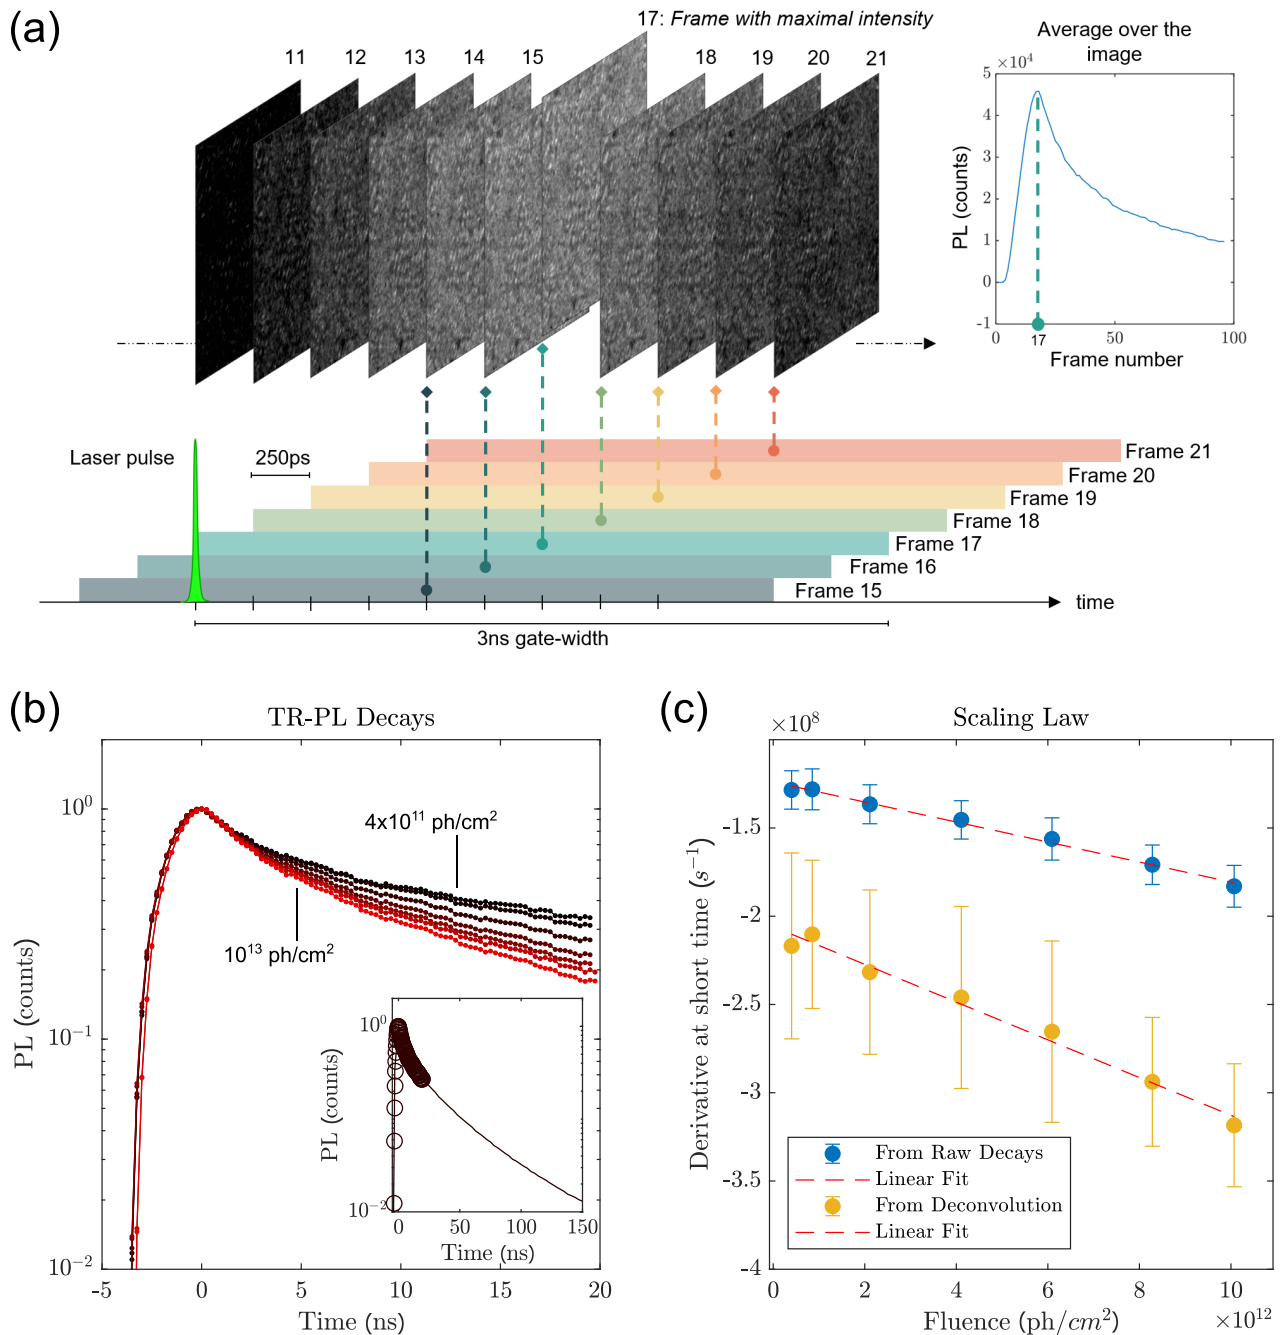 (a)
17: Frame with maximal intensity
11 12 13 14 15 18 19 20 21
Average over the
image
×10⁴
5
4
3
2
1
0
-1
PL (counts)
0 17 50 100
Frame number
Laser pulse
250ps
Frame 21
Frame 20
Frame 19
Frame 18
Frame 17
Frame 16
Frame 15
time
3ns gate-width
(b)
TR-PL Decays
10⁰
10⁻¹
10⁻²
PL (counts)
4x10¹¹ ph/cm²
10¹³ ph/cm²
10⁰
10⁻²
PL (counts)
0 50 100 150
Time (ns)
-5 0 5 10 15 20
Time (ns)
(c)
×10⁸
Scaling Law
-1.5
-2
-2.5
-3
-3.5
-4
Derivative at short time (s⁻¹)
From Raw Decays
Linear Fit
From Deconvolution
Linear Fit
0 2 4 6 8 10
Fluence (ph/cm²)
×10¹²